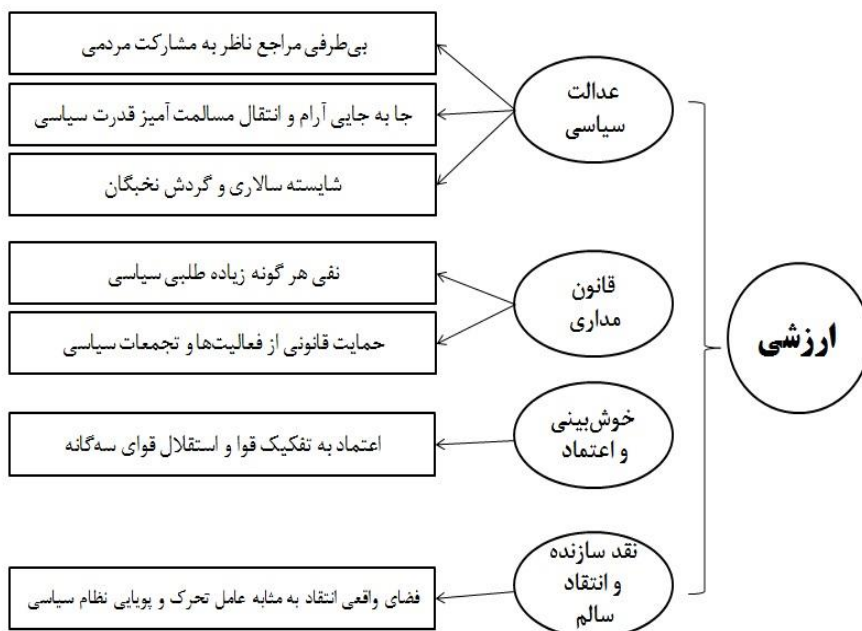 ارزشی
عدالت
سیاسی
بی‌طرفی مراجع ناظر به مشارکت مردمی
جا به جایی آرام و انتقال مسالمت آمیز قدرت سیاسی
شایسته سالاری و گردش نخبگان
قانون
مداری
نفی هر گونه زیاده طلبی سیاسی
حمایت قانونی از فعالیت‌ها و تجمعات سیاسی
خوش‌بینی
و اعتماد
اعتماد به تفکیک قوا و استقلال قوای سه‌گانه
نقد سازنده
و انتقاد
سالم
فضای واقعی انتقاد به مثابه عامل تحرک و پویایی نظام سیاسی